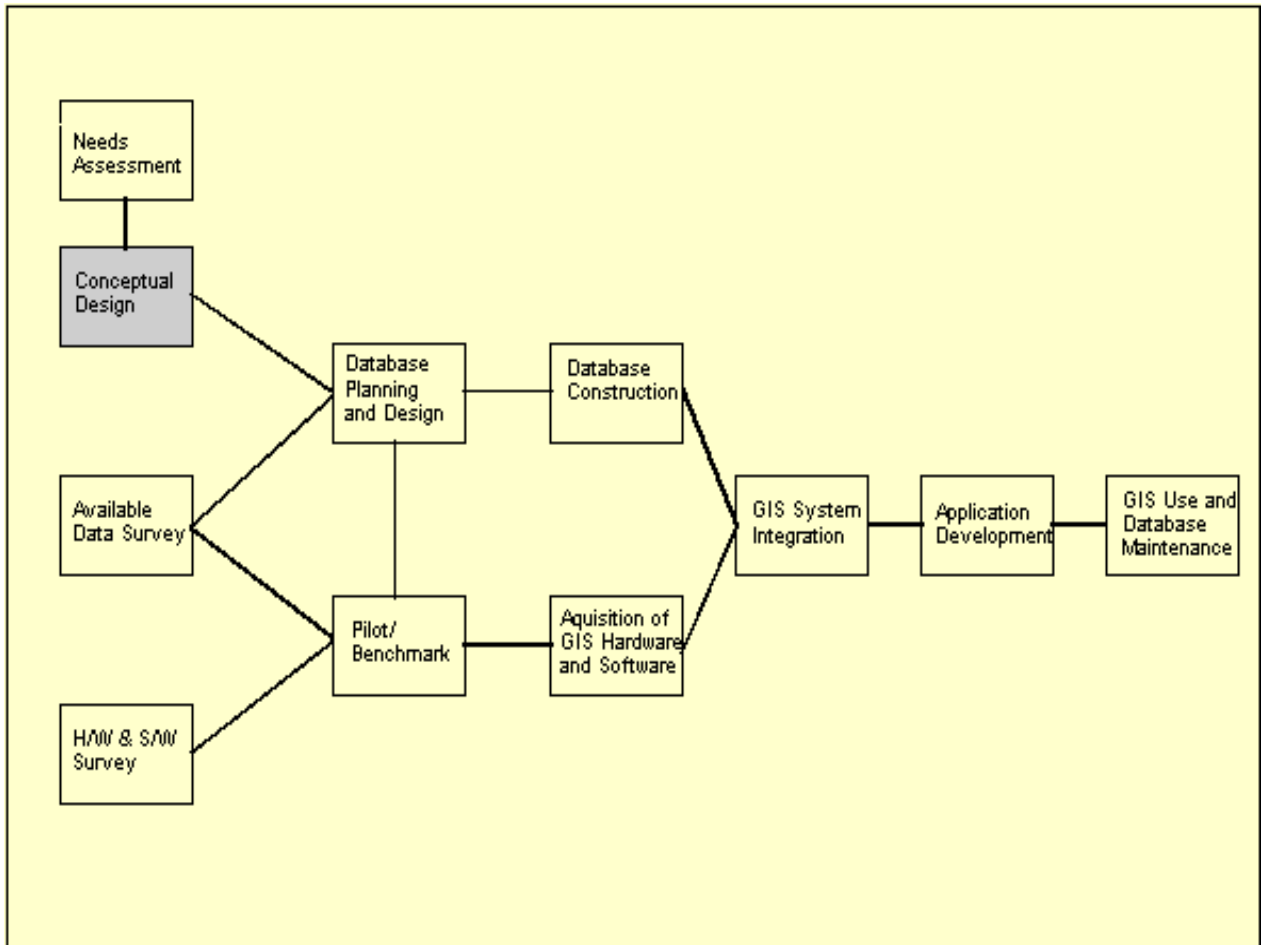 Needs
Assessment
Conceptual
Design
Database
Planning
and Design
Database
Construction
Available
Data Survey
GIS System
Integration
Application
Development
GIS Use and
Database
Maintenance
Pilot/
Benchmark
Aquisition of
GIS Hardware
and Software
H/W & S/W
Survey